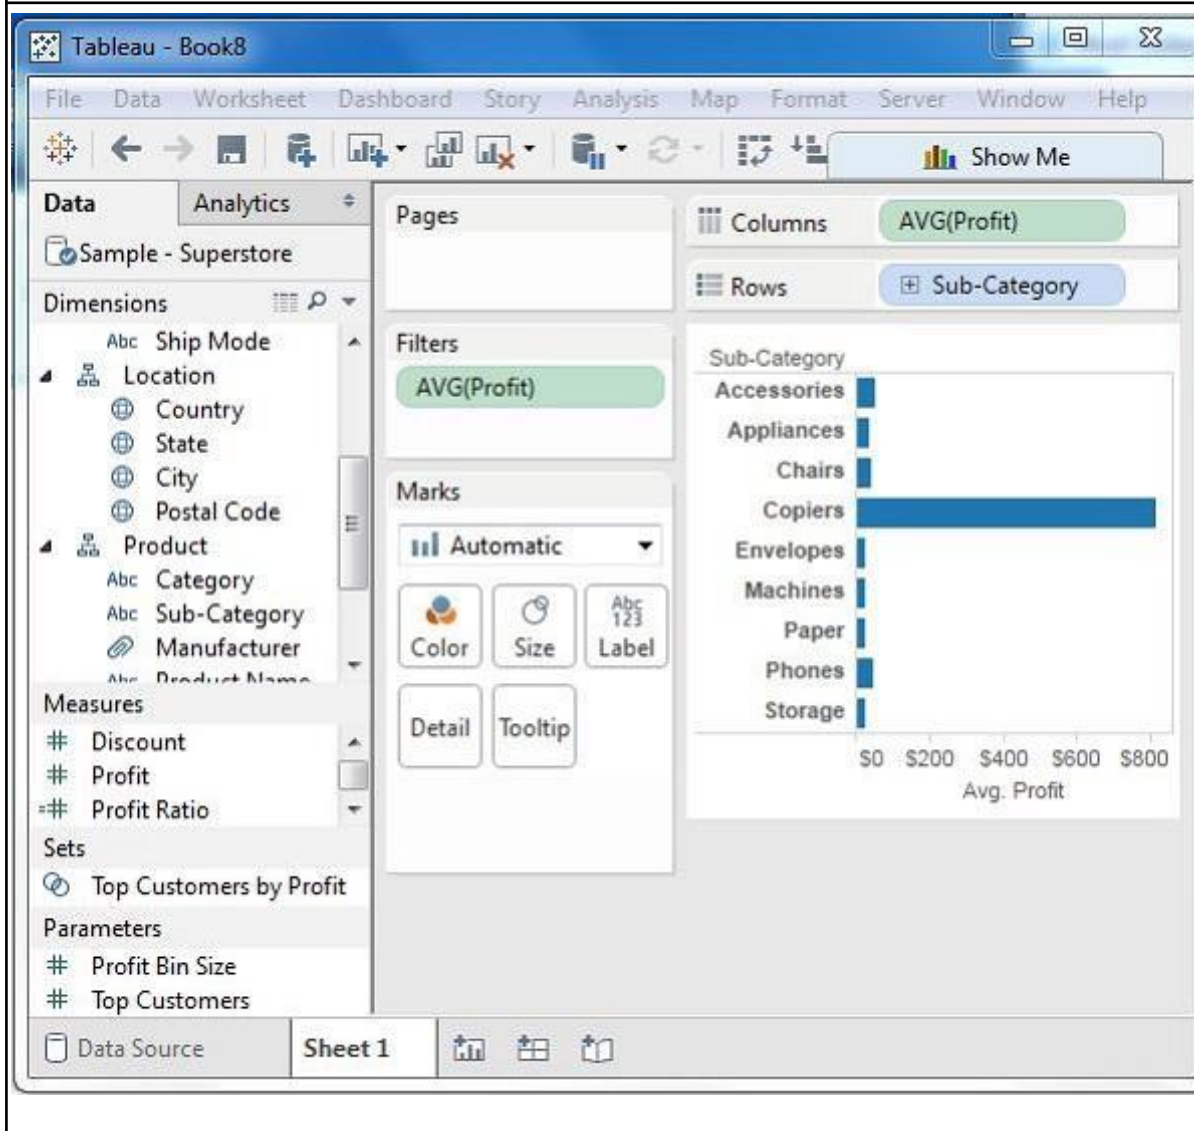 Tableau - Book8
File Data Worksheet Dashboard Story Analysis Map Format Server Window Help
Show Me
Data Analytics
Sample - Superstore
Dimensions
Abc Ship Mode
Location
Country
State
City
Postal Code
Product
Abc Category
Abc Sub-Category
Manufacturer
Abc Product Name
Measures
# Discount
# Profit
=# Profit Ratio
Sets
Top Customers by Profit
Parameters
# Profit Bin Size
# Top Customers
Pages
Filters
AVG(Profit)
Marks
Automatic
Color Size Abc 123 Label
Detail Tooltip
Columns AVG(Profit)
Rows Sub-Category
Sub-Category
Accessories
Appliances
Chairs
Copiers
Envelopes
Machines
Paper
Phones
Storage
$0 $200 $400 $600 $800
Avg. Profit
Data Source Sheet 1